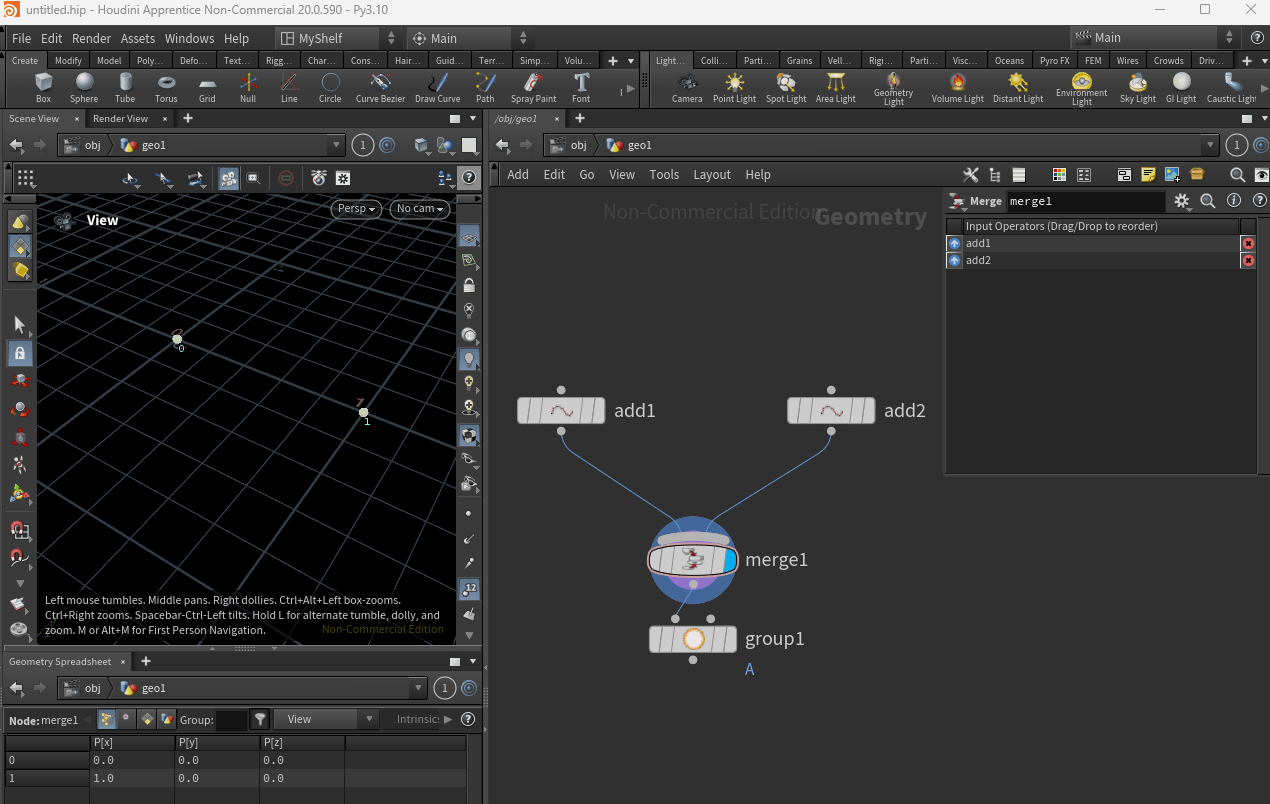 untitled.hip - Houdini Apprentice Non-Commercial 20.0.590 - Py3.10
File Edit Render Assets Windows Help MyShelf Main Main
Create Modify Model Poly... Defo... Text... Rigg... Char... Cons... Hair... Guid... Terr... Simp... Volu...
Light... Colli... Parti... Grains Vell... Rigi... Parti... Visc... Oceans Pyro FX FEM Wires Crowds Driv...
Box Sphere Tube Torus Grid Null Line Circle Curve Bezier Draw Curve Path Spray Paint Font
Camera Point Light Spot Light Area Light Geometry Light Volume Light Distant Light Environment Light Sky Light GI Light Caustic Light
Scene View Render View
obj geo1 1
View
Persp No cam
0
0
1
1
12
Left mouse tumbles. Middle pans. Right dollies. Ctrl+Alt+Left box-zooms.
Ctrl+Right zooms. Spacebar-Ctrl-Left tilts. Hold L for alternate tumble, dolly, and
zoom. M or Alt+M for First Person Navigation.
Non-Commercial Edition
Geometry Spreadsheet
obj geo1 1
Node: merge1 Group: View Intrinsic
P[x] P[y] P[z]
0 0.0 0.0 0.0
1 1.0 0.0 0.0
/obj/geo1
obj geo1 1
Add Edit Go View Tools Layout Help
Non-Commercial Edition
Geometry
Merge merge1
Input Operators (Drag/Drop to reorder)
add1
add2
add1
add2
merge1
group1
A